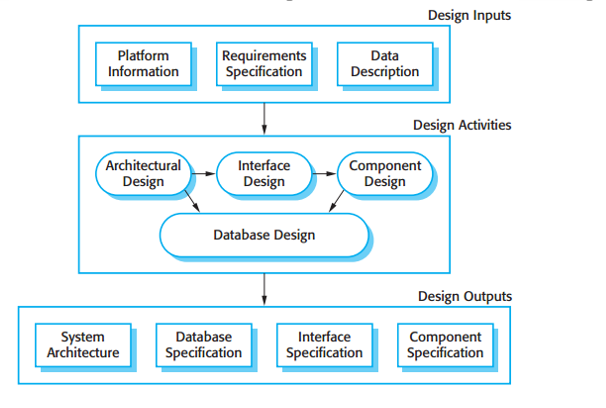 Design Inputs
Platform
Information
Requirements
Specification
Data
Description
Design Activities
Architectural
Design
Interface
Design
Component
Design
Database Design
Design Outputs
System
Architecture
Database
Specification
Interface
Specification
Component
Specification